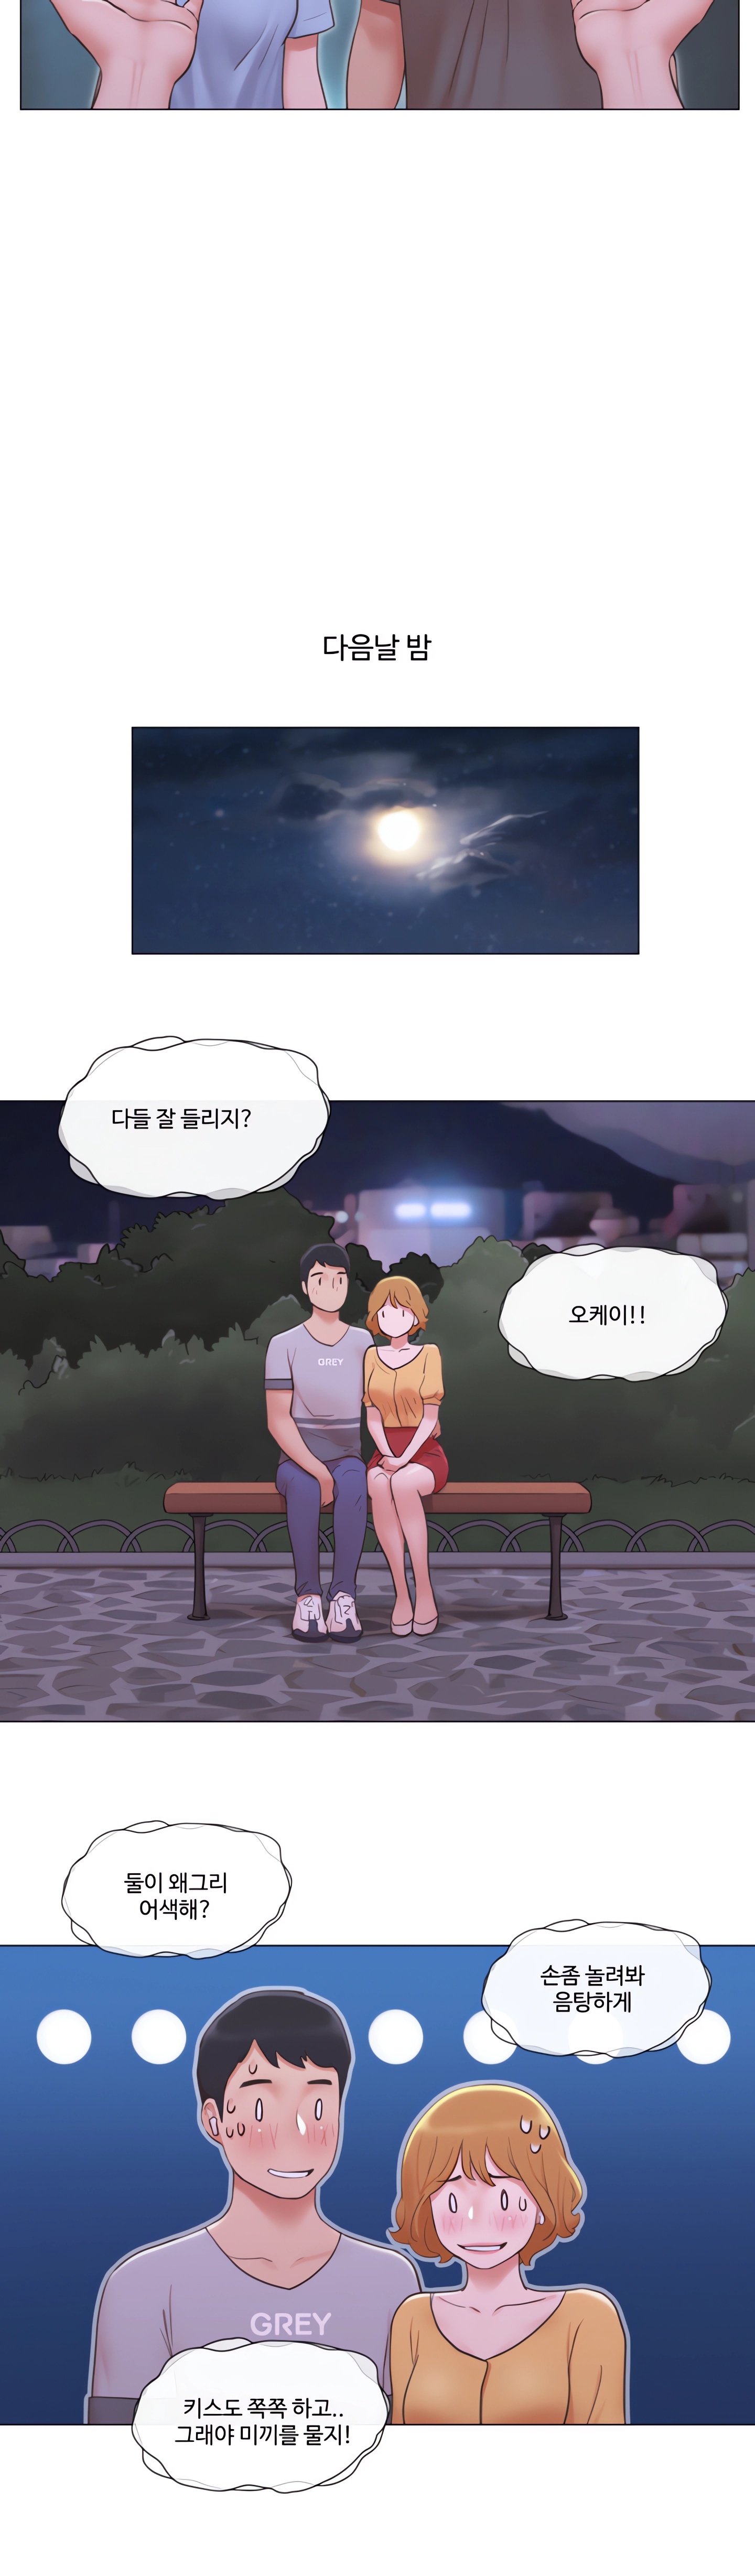 다음날 밤
다들 잘 들리지?
오케이!!
GREY
둘이 왜그리
어색해?
손좀 놀려봐
음탕하게
GREY
키스도 쪽쪽 하고..
그래야 미끼를 물지!